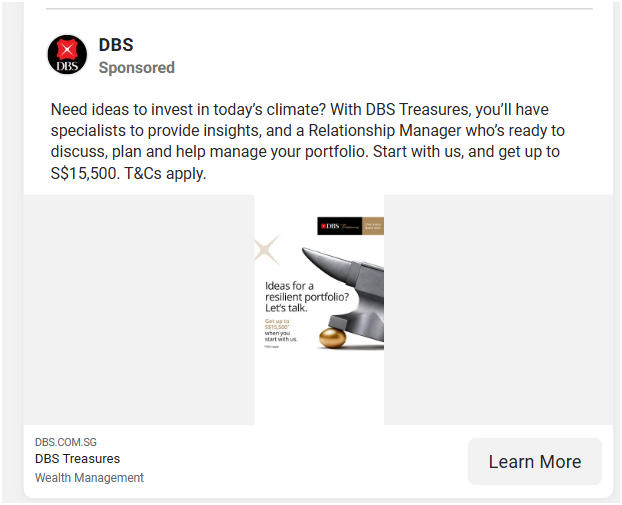 DBS
DBS
Sponsored
Need ideas to invest in today's climate? With DBS Treasures, you'll have
specialists to provide insights, and a Relationship Manager who's ready to
discuss, plan and help manage your portfolio. Start with us, and get up to
S$15,500. T&Cs apply.
DBS Treasures
Ideas for a
resilient portfolio?
Let's talk.
Get up to
S$15,500*
when you
start with us.
DBS.COM.SG
DBS Treasures
Wealth Management
Learn More